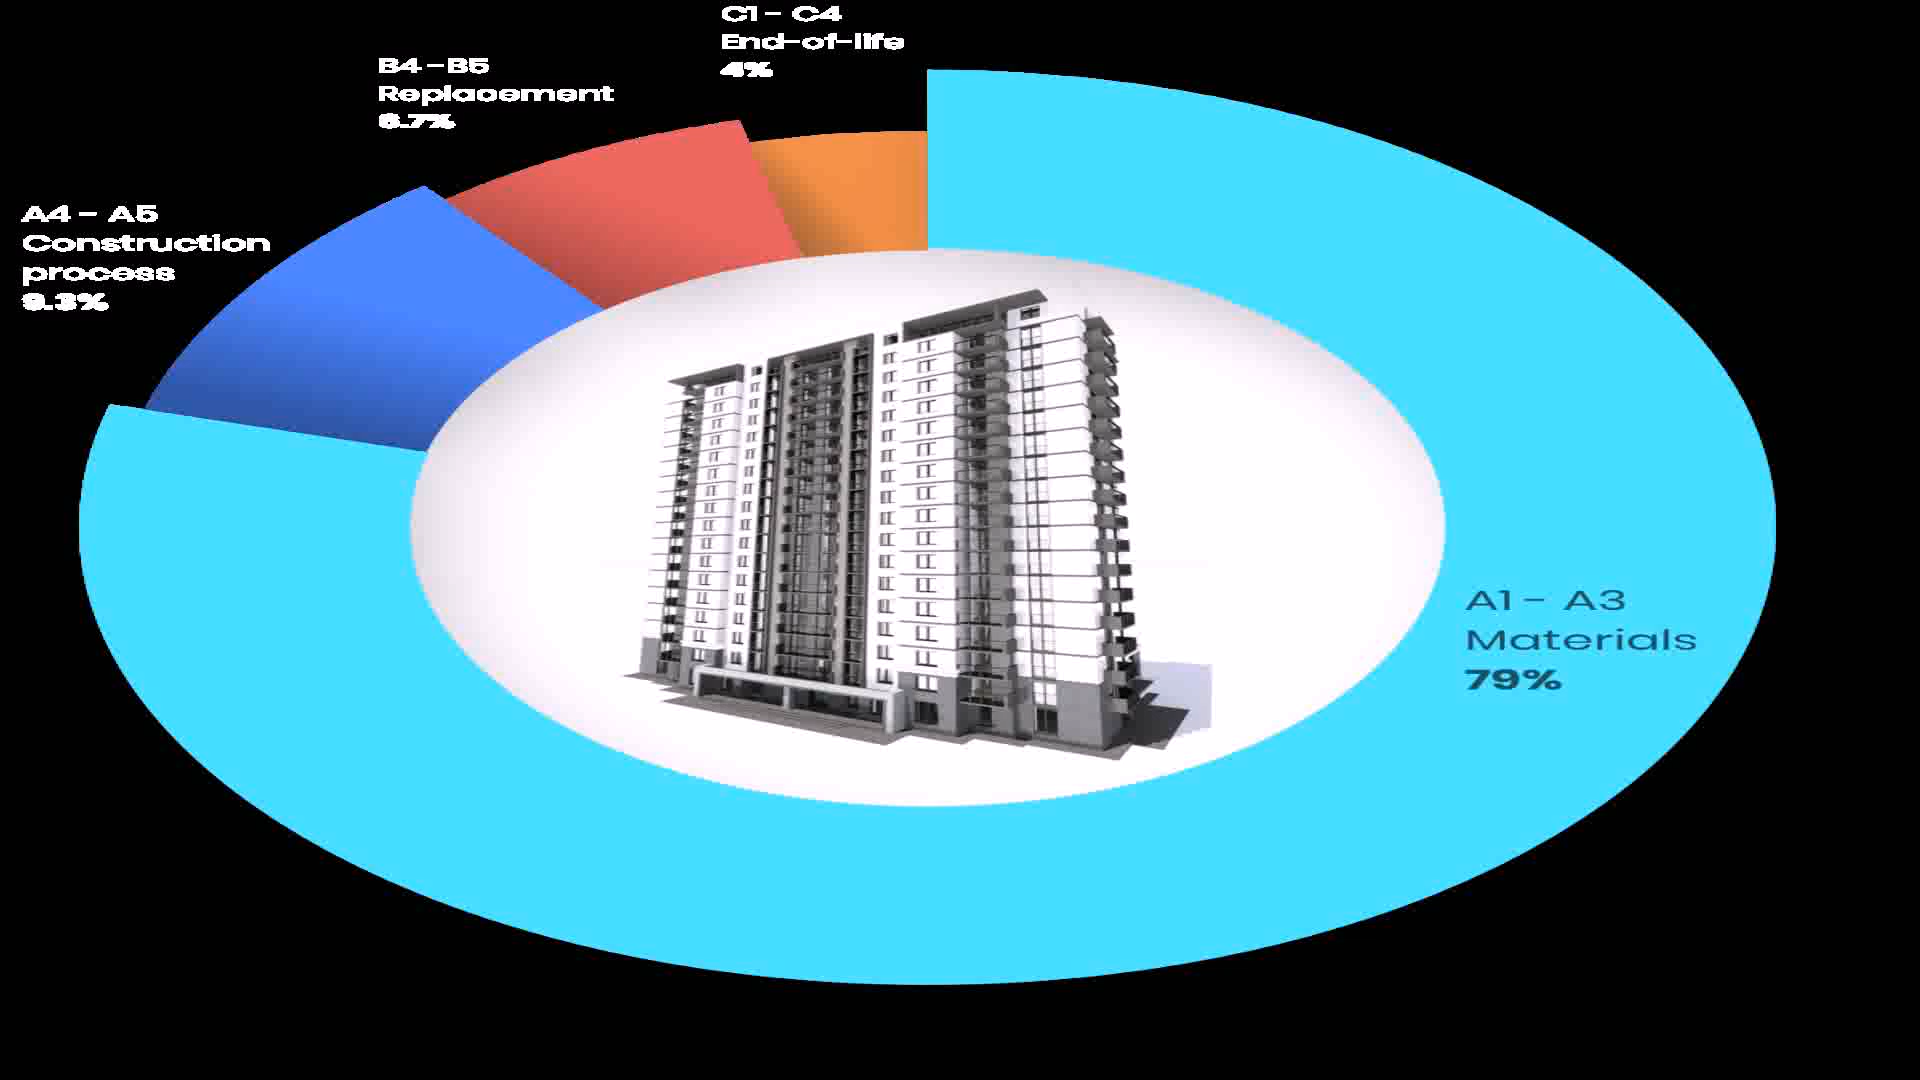 C1 - C4
End-of-life
4%
B4 - B5
Replacement
6.7%
A4 - A5
Construction
process
9.3%
A1 - A3
Materials
79%